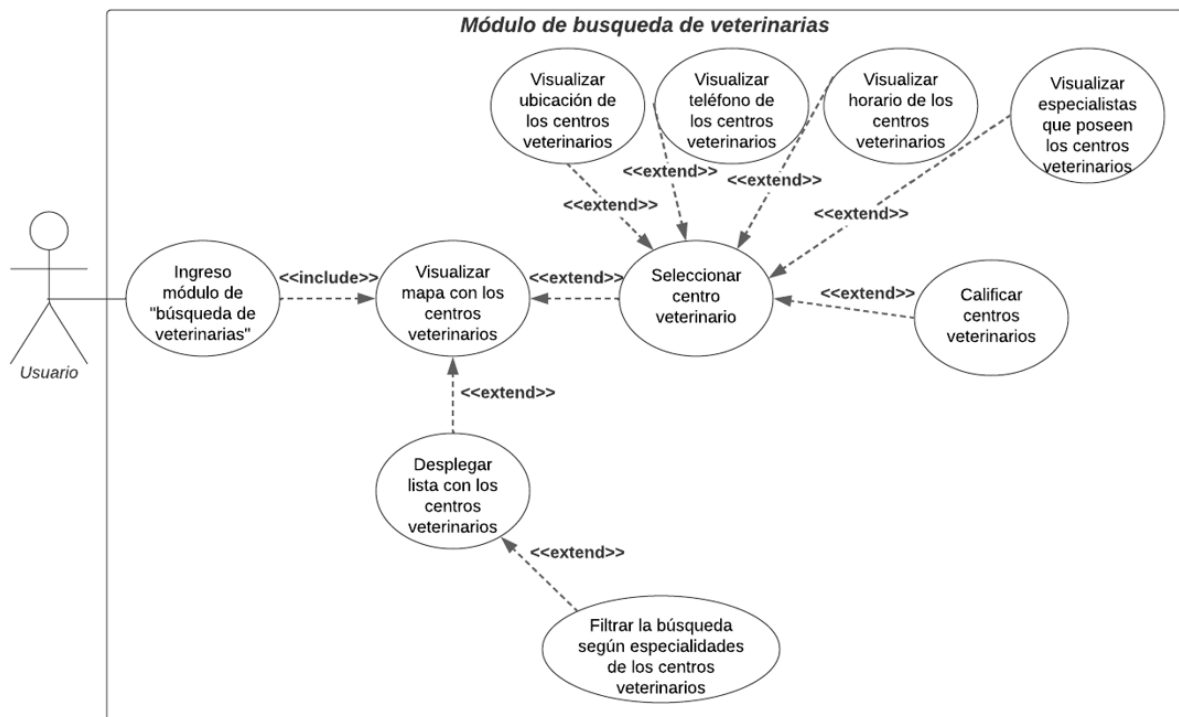 Módulo de busqueda de veterinarias
Visualizar
ubicación de
los centros
veterinarios
Visualizar
teléfono de
los centros
veterinarios
Visualizar
horario de los
centros
veterinarios
Visualizar
especialistas
que poseen
los centros
veterinarios
<<extend>>
<<extend>>
<<extend>>
<<extend>>
Usuario
Ingreso
módulo de
"búsqueda de
veterinarias"
<<include>>
Visualizar
mapa con los
centros
veterinarios
<<extend>>
Seleccionar
centro
veterinario
<<extend>>
Calificar
centros
veterinarios
<<extend>>
Desplegar
lista con los
centros
veterinarios
<<extend>>
Filtrar la búsqueda
según especialidades
de los centros
veterinarios